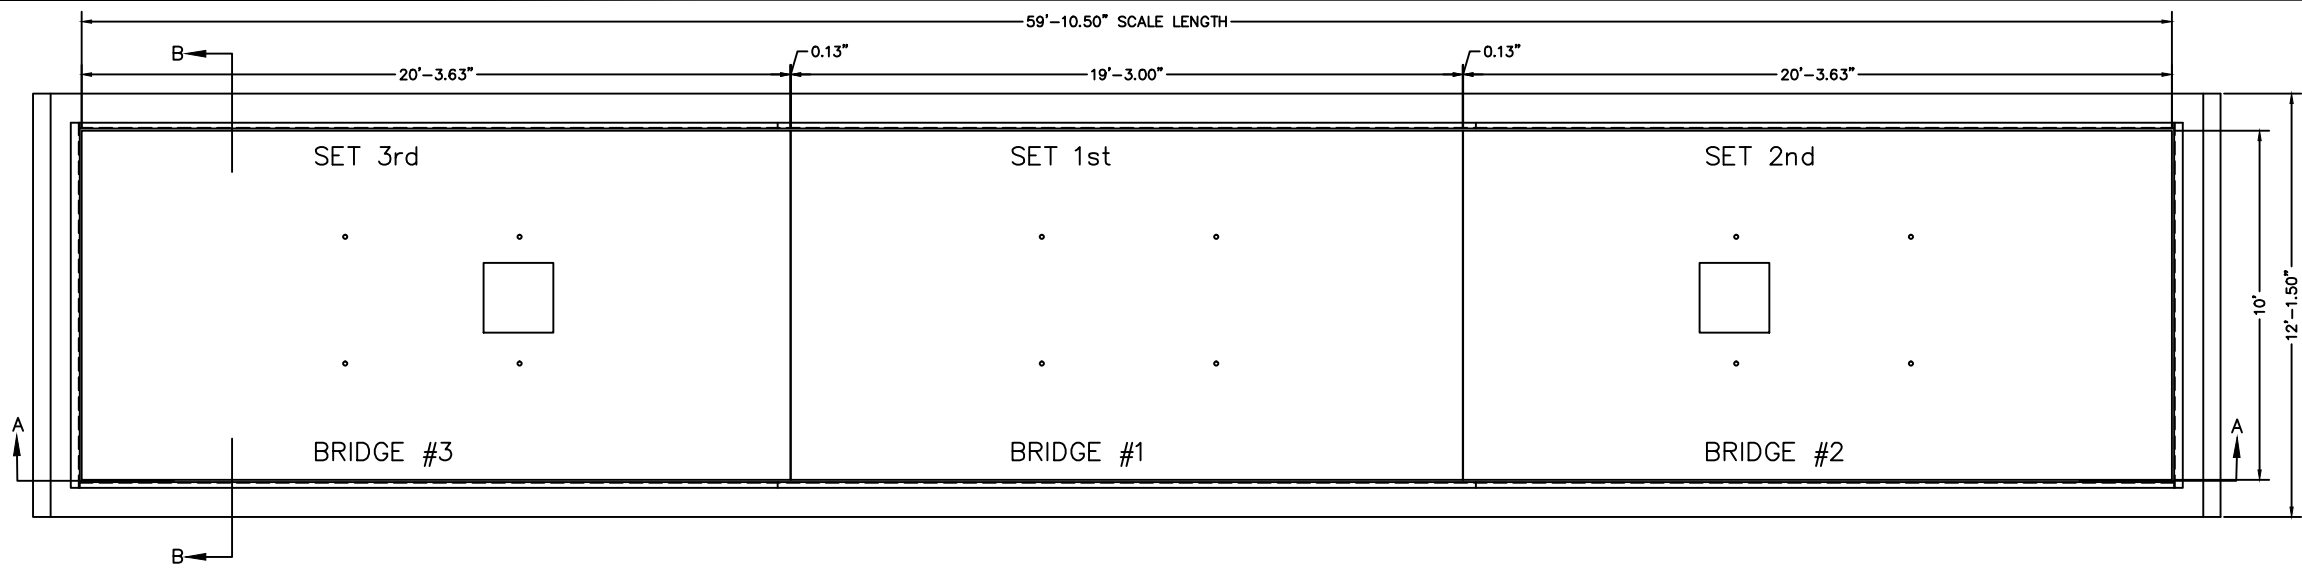 59'-10.50" SCALE LENGTH
B
0.13"
0.13"
20'-3.63"
19'-3.00"
20'-3.63"
SET 3rd
SET 1st
SET 2nd
10'
12'-1.50"
A
A
BRIDGE #3
BRIDGE #1
BRIDGE #2
B